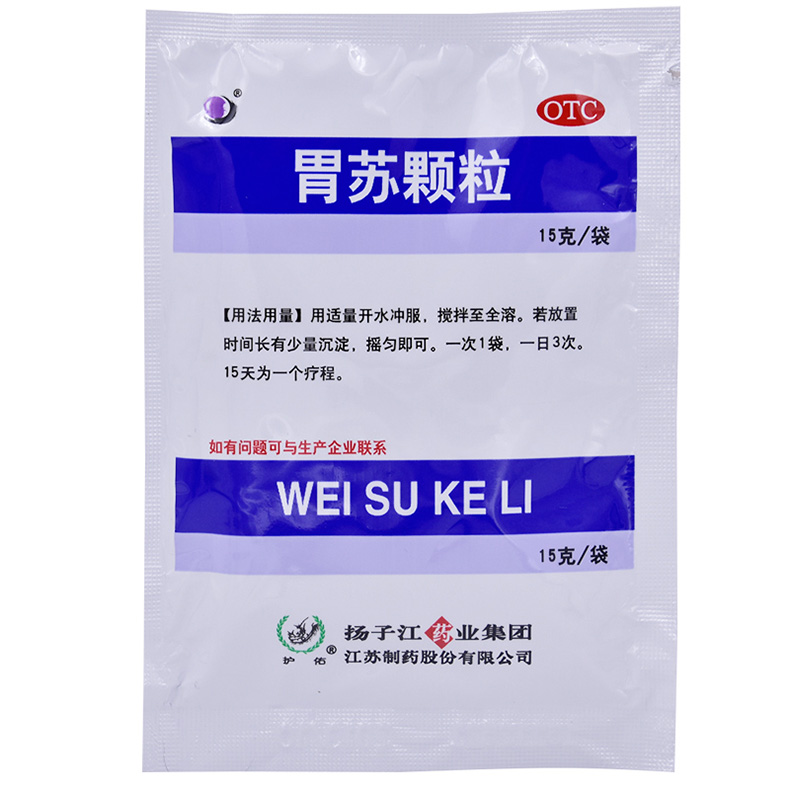 ®
OTC
胃苏颗粒
15克/袋
【用法用量】用适量开水冲服，搅拌至全溶。若放置
时间长有少量沉淀，摇匀即可。一次1袋，一日3次。
15天为一个疗程。
如有问题可与生产企业联系
WEI SU KE LI
15克/袋
护佑®
扬子江药业集团
江苏制药股份有限公司